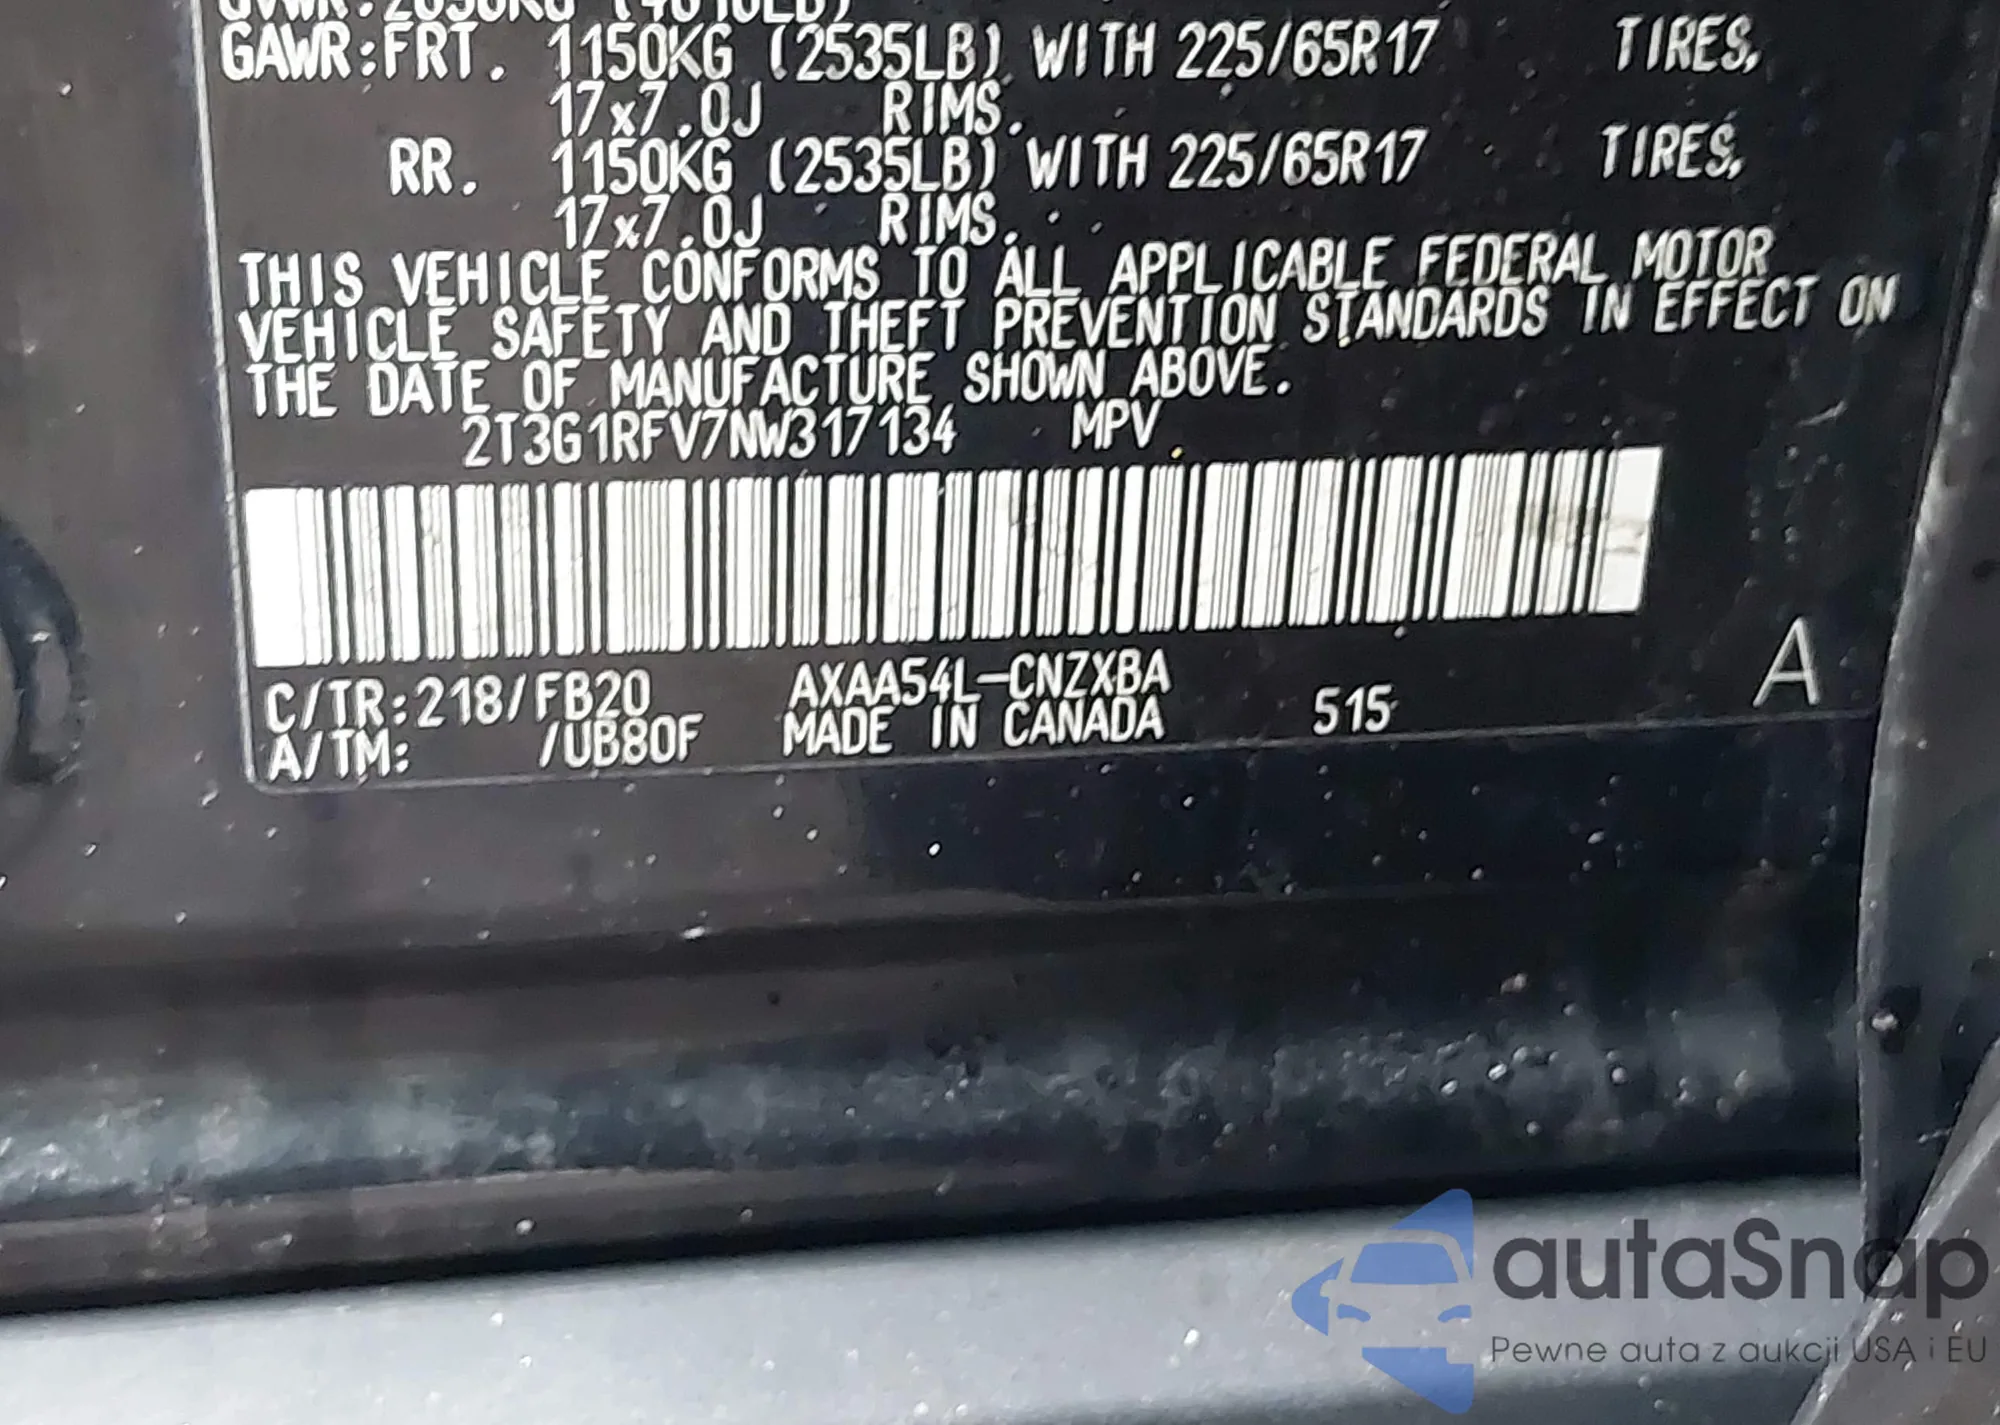 GAWR:FRT. 1150KG (2535LB) WITH 225/65R17 TIRES,
17x7.0J RIMS.
RR. 1150KG (2535LB) WITH 225/65R17 TIRES,
17x7.0J RIMS.
THIS VEHICLE CONFORMS TO ALL APPLICABLE FEDERAL MOTOR
VEHICLE SAFETY AND THEFT PREVENTION STANDARDS IN EFFECT ON
THE DATE OF MANUFACTURE SHOWN ABOVE.
2T3G1RFV7NW317134 MPV
C/TR:218/FB20 AXAA54L-CNZXBA
A/TM: /UB80F MADE IN CANADA 515 A
autaSnap
Pewne auta z aukcji USA i EU